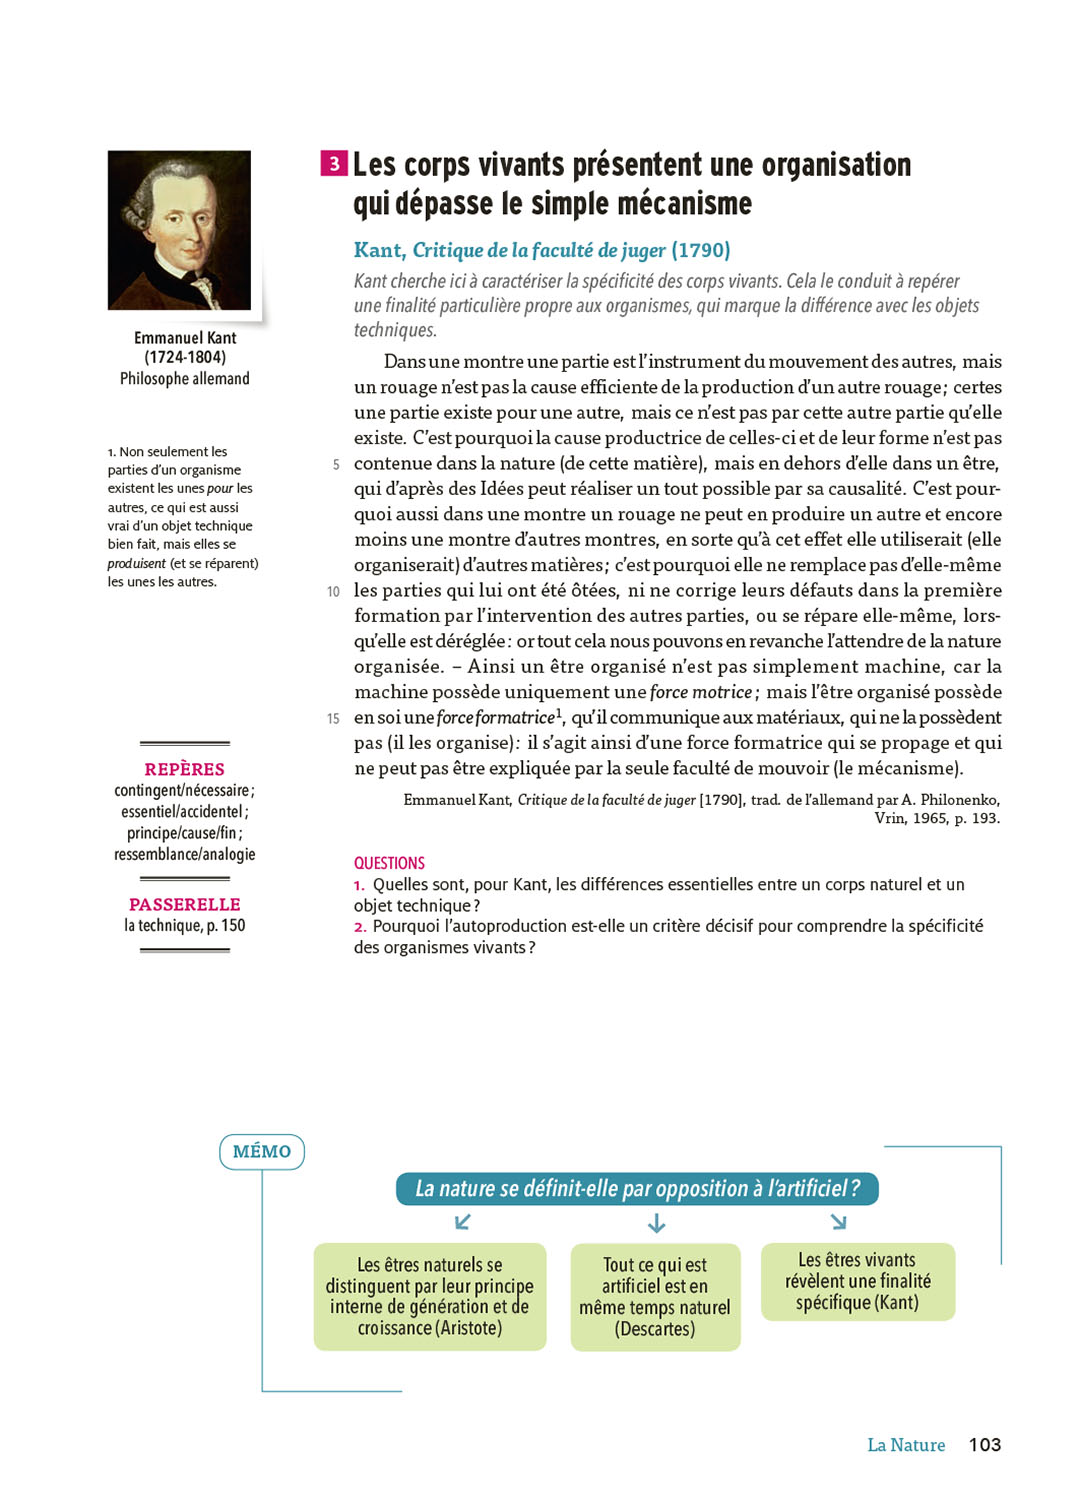 3 Les corps vivants présentent une organisation
qui dépasse le simple mécanisme
Kant, Critique de la faculté de juger (1790)
Kant cherche ici à caractériser la spécificité des corps vivants. Cela le conduit à repérer
une finalité particulière propre aux organismes, qui marque la différence avec les objets
techniques.
Emmanuel Kant
(1724-1804)
Philosophe allemand
Dans une montre une partie est l'instrument du mouvement des autres, mais
un rouage n'est pas la cause efficiente de la production d'un autre rouage ; certes
une partie existe pour une autre, mais ce n'est pas par cette autre partie qu'elle
existe. C'est pourquoi la cause productrice de celles-ci et de leur forme n'est pas
5 contenue dans la nature (de cette matière), mais en dehors d'elle dans un être,
qui d'après des Idées peut réaliser un tout possible par sa causalité. C'est pour-
quoi aussi dans une montre un rouage ne peut en produire un autre et encore
moins une montre d'autres montres, en sorte qu'à cet effet elle utiliserait (elle
organiserait) d'autres matières ; c'est pourquoi elle ne remplace pas d'elle-même
10 les parties qui lui ont été ôtées, ni ne corrige leurs défauts dans la première
formation par l'intervention des autres parties, ou se répare elle-même, lors-
qu'elle est déréglée : or tout cela nous pouvons en revanche l'attendre de la nature
organisée. – Ainsi un être organisé n'est pas simplement machine, car la
machine possède uniquement une force motrice ; mais l'être organisé possède
15 en soi une force formatrice1, qu'il communique aux matériaux, qui ne la possèdent
pas (il les organise) : il s'agit ainsi d'une force formatrice qui se propage et qui
ne peut pas être expliquée par la seule faculté de mouvoir (le mécanisme).
Emmanuel Kant, Critique de la faculté de juger [1790], trad. de l'allemand par A. Philonenko,
Vrin, 1965, p. 193.
1. Non seulement les
parties d'un organisme
existent les unes pour les
autres, ce qui est aussi
vrai d'un objet technique
bien fait, mais elles se
produisent (et se réparent)
les unes les autres.
REPÈRES
contingent/nécessaire ;
essentiel/accidentel ;
principe/cause/fin ;
ressemblance/analogie
PASSERELLE
la technique, p. 150
QUESTIONS
1. Quelles sont, pour Kant, les différences essentielles entre un corps naturel et un
objet technique ?
2. Pourquoi l'autoproduction est-elle un critère décisif pour comprendre la spécificité
des organismes vivants ?
MÉMO
La nature se définit-elle par opposition à l'artificiel ?
Les êtres naturels se
distinguent par leur principe
interne de génération et de
croissance (Aristote)
Tout ce qui est
artificiel est en
même temps naturel
(Descartes)
Les êtres vivants
révèlent une finalité
spécifique (Kant)
La Nature 103